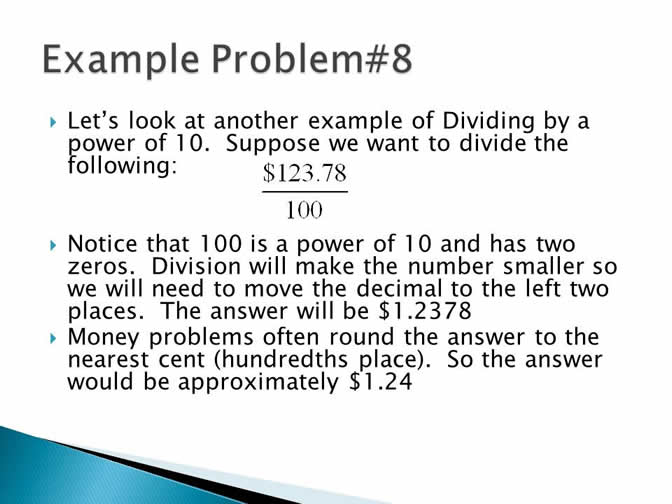 Example Problem#8
Let's look at another example of Dividing by a
power of 10.  Suppose we want to divide the
following:
$123.78
100
Notice that 100 is a power of 10 and has two
zeros.  Division will make the number smaller so
we will need to move the decimal to the left two
places.  The answer will be $1.2378
Money problems often round the answer to the
nearest cent (hundredths place).  So the answer
would be approximately $1.24